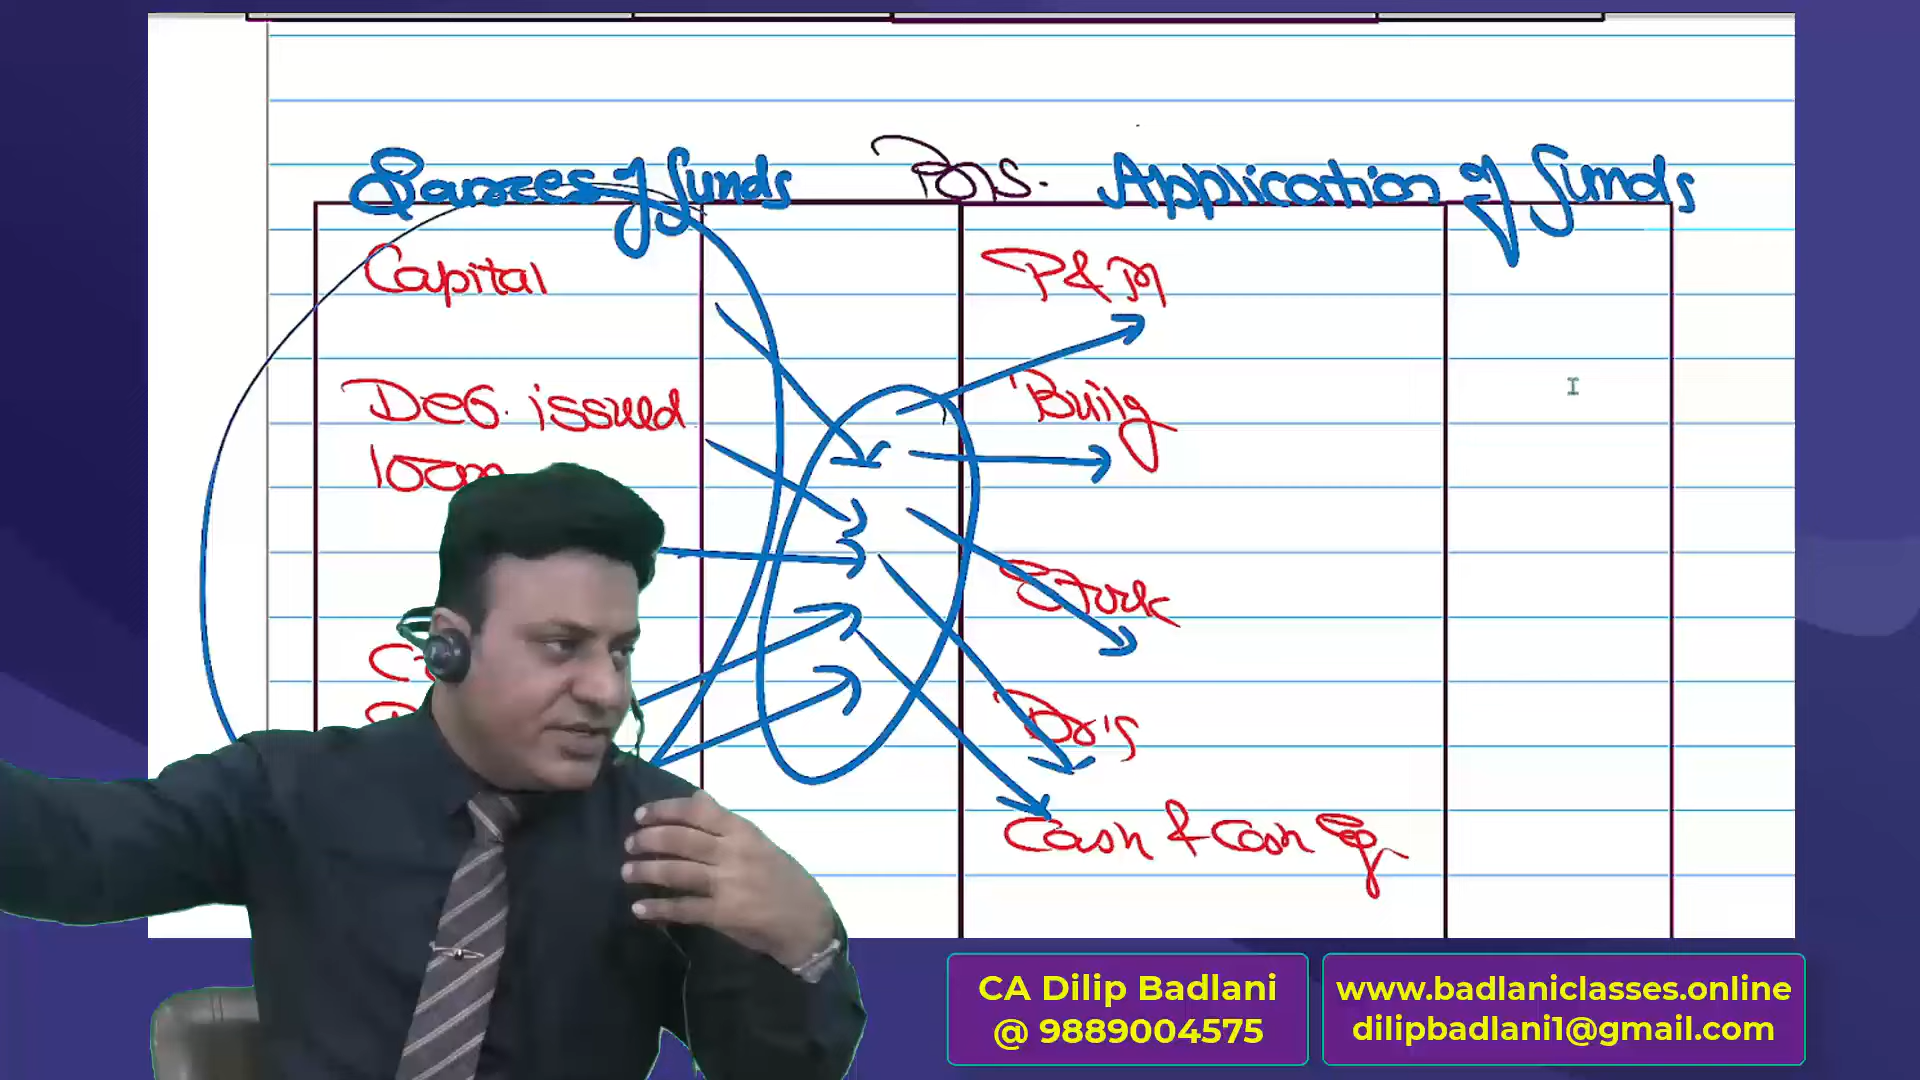 Sources of funds B/S. Application of funds
Capital
P & M
Deb. issued
Builg
loan
Stock
Dr's
Cash & Cash Eq
CA Dilip Badlani
@ 9889004575
www.badlaniclasses.online
dilipbadlani1@gmail.com